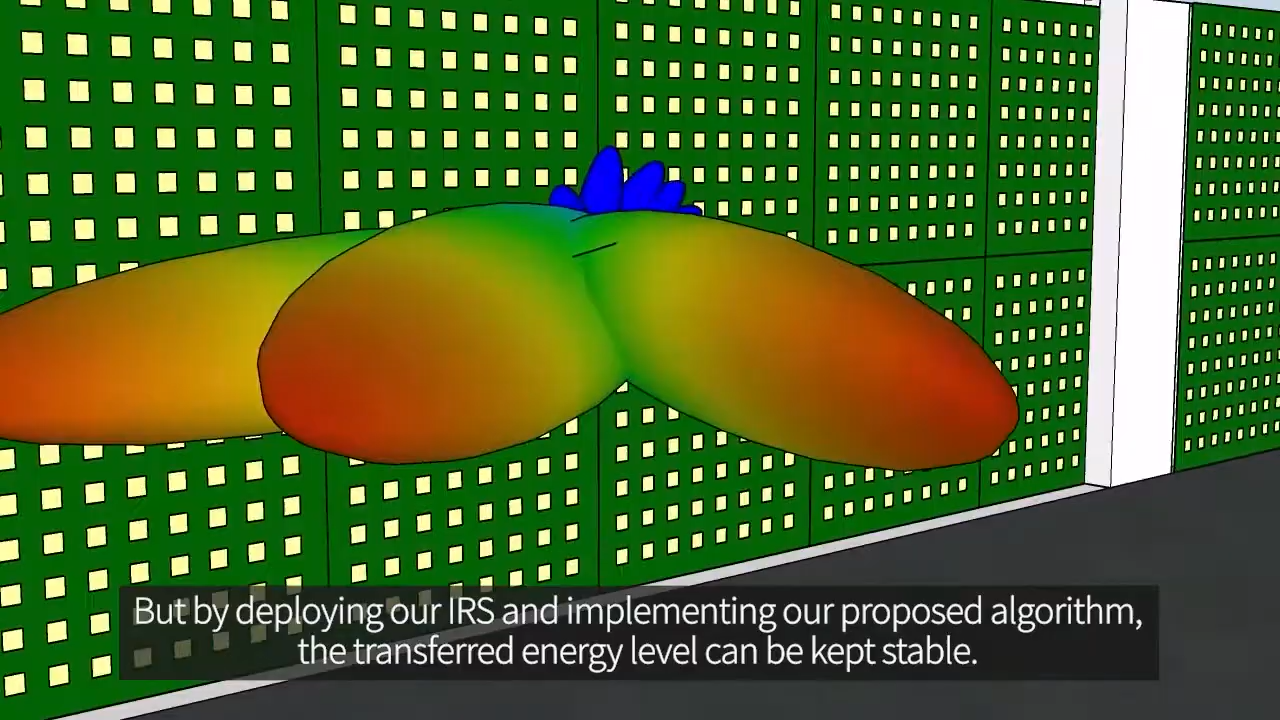 But by deploying our IRS and implementing our proposed algorithm,
the transferred energy level can be kept stable.